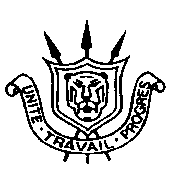 UNITE · TRAVAIL · PROGRES